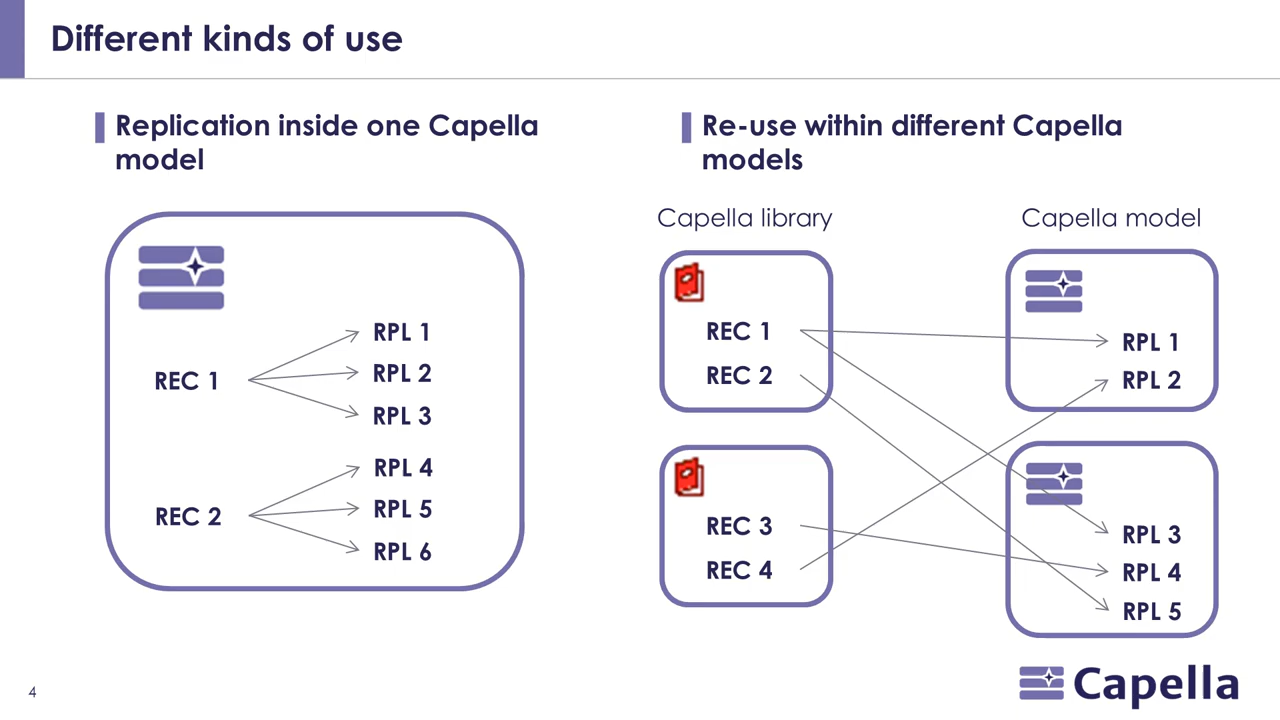 Different kinds of use
Replication inside one Capella
model
REC 1
RPL 1
RPL 2
RPL 3
REC 2
RPL 4
RPL 5
RPL 6
Re-use within different Capella
models
Capella library
Capella model
REC 1
REC 2
REC 3
REC 4
RPL 1
RPL 2
RPL 3
RPL 4
RPL 5
4
Capella